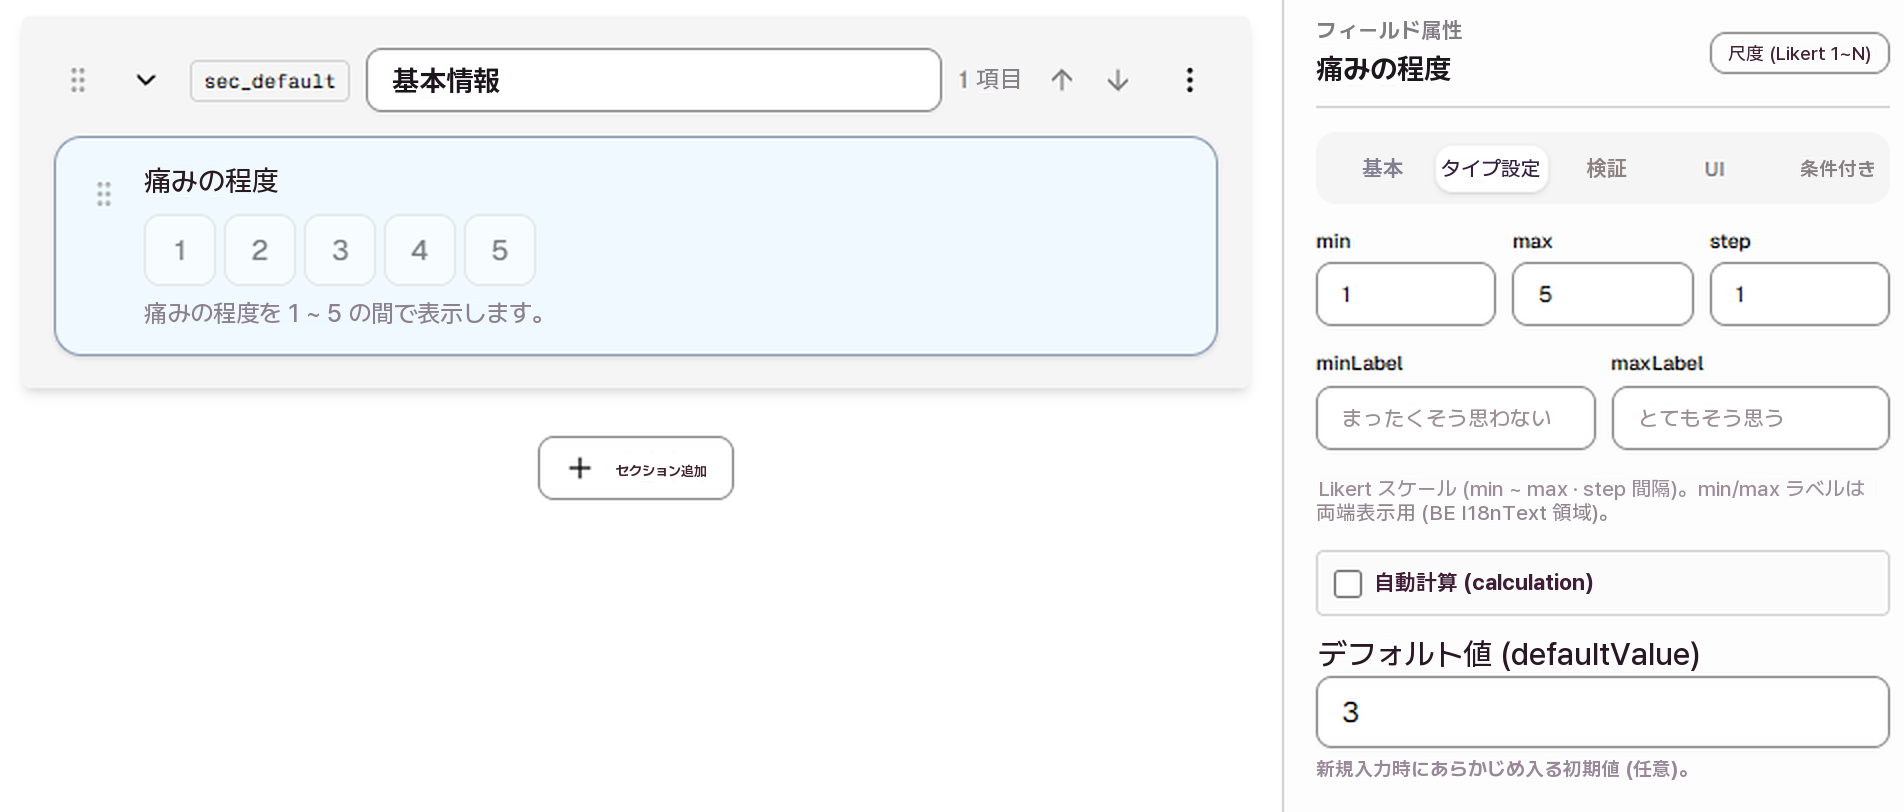 sec_default
基本情報
1 項目
痛みの程度
1 2 3 4 5
痛みの程度を 1 ~ 5 の間で表示します。
セクション追加
フィールド属性
痛みの程度
尺度 (Likert 1~N)
基本 タイプ設定 検証 UI 条件付き
min max step
1 5 1
minLabel maxLabel
まったくそう思わない とてもそう思う
Likert スケール (min ~ max · step 間隔)。min/max ラベルは
両端表示用 (BE I18nText 領域)。
自動計算 (calculation)
デフォルト値 (defaultValue)
3
新規入力時にあらかじめ入る初期値 (任意)。